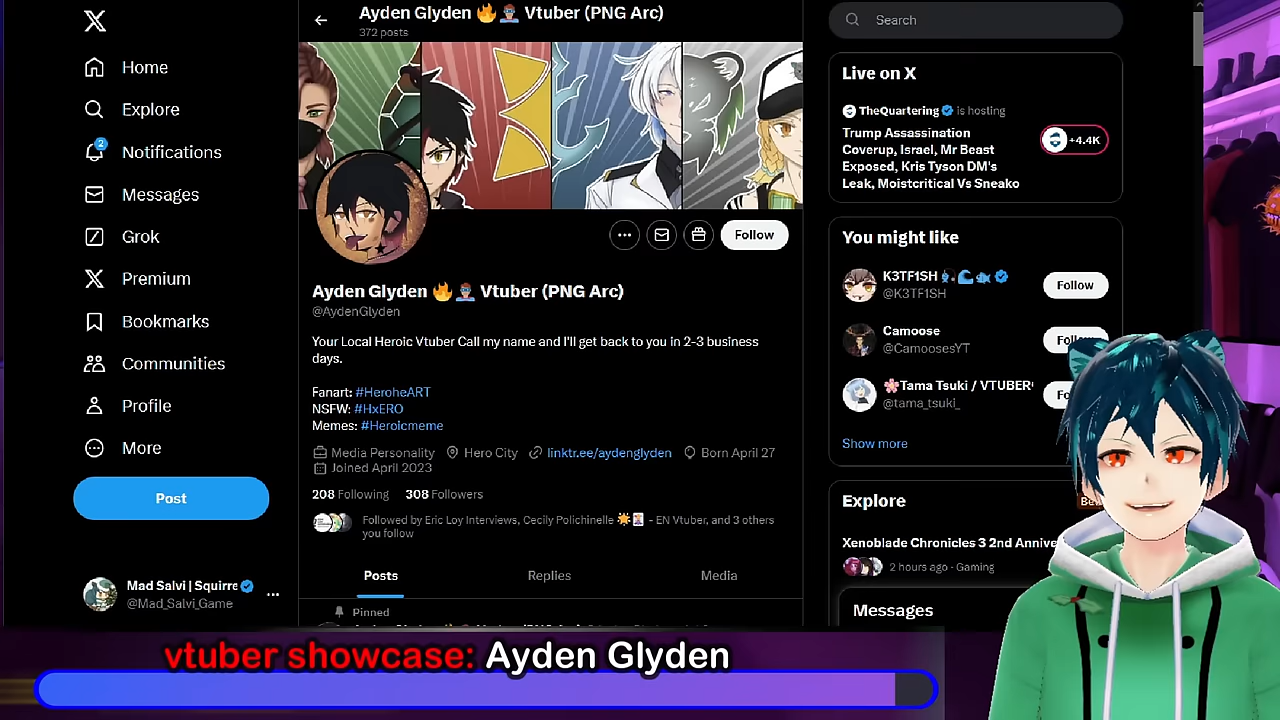 Ayden Glyden 🔥🦸🏽‍♂️ Vtuber (PNG Arc)
372 posts
Home
Explore
2
Notifications
Messages
Grok
Premium
Bookmarks
Communities
Profile
More
Post
Mad Salvi | Squirre
@Mad_Salvi_Game
Follow
Ayden Glyden 🔥🦸🏽‍♂️ Vtuber (PNG Arc)
@AydenGlyden
Your Local Heroic Vtuber Call my name and I'll get back to you in 2-3 business
days.
Fanart: #HeroheART
NSFW: #HxERO
Memes: #Heroicmeme
Media Personality Hero City linktr.ee/aydenglyden Born April 27
Joined April 2023
208 Following 308 Followers
Followed by Eric Loy Interviews, Cecily Polichinelle ☀️🃏 - EN Vtuber, and 3 others
you follow
Posts Replies Media
Pinned
Search
Live on X
TheQuartering is hosting
Trump Assassination
Coverup, Israel, Mr Beast
Exposed, Kris Tyson DM's
Leak, Moistcritical Vs Sneako
+4.4K
You might like
K3TF1SH
@K3TF1SH
Follow
Camoose
@CamoosesYT
🌸Tama Tsuki / VTUBER
@tama_tsuki_
Show more
Explore
Xenoblade Chronicles 3 2nd Annive
2 hours ago · Gaming
Messages
vtuber showcase: Ayden Glyden